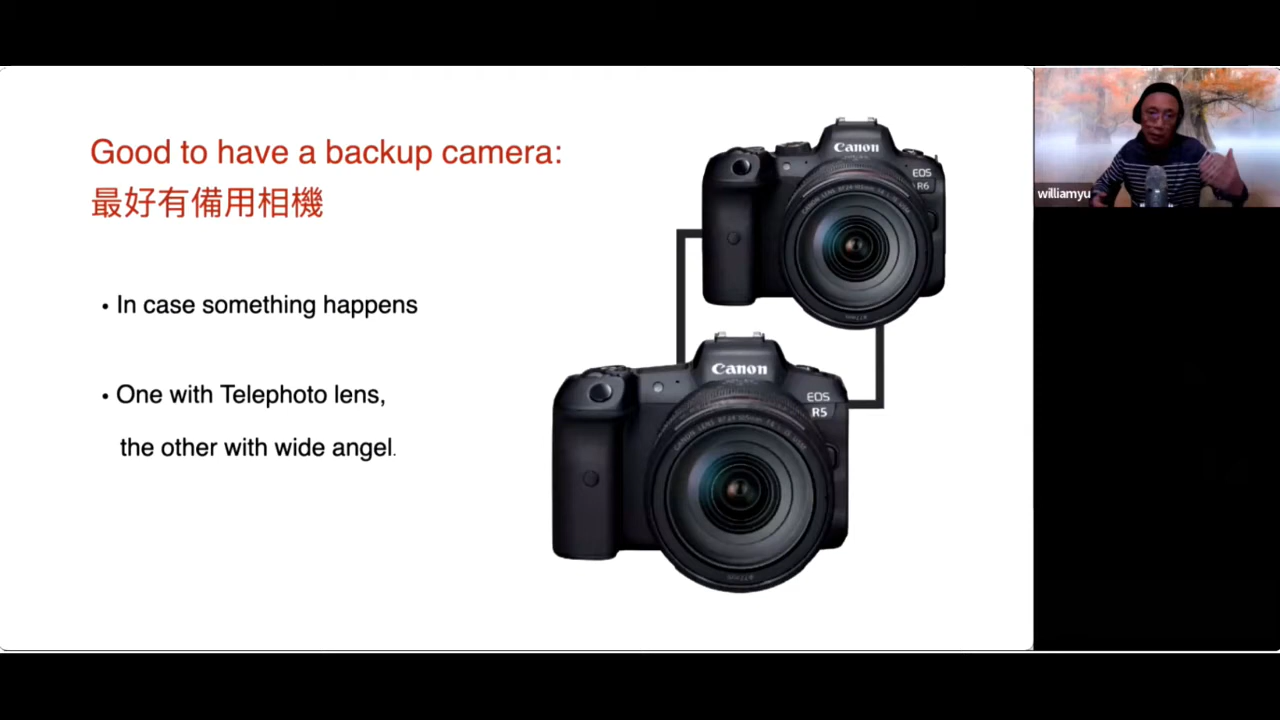 Good to have a backup camera:
最好有備用相機
• In case something happens
• One with Telephoto lens,
the other with wide angel.
Canon
EOS
R6
Canon
EOS
R5
williamyu